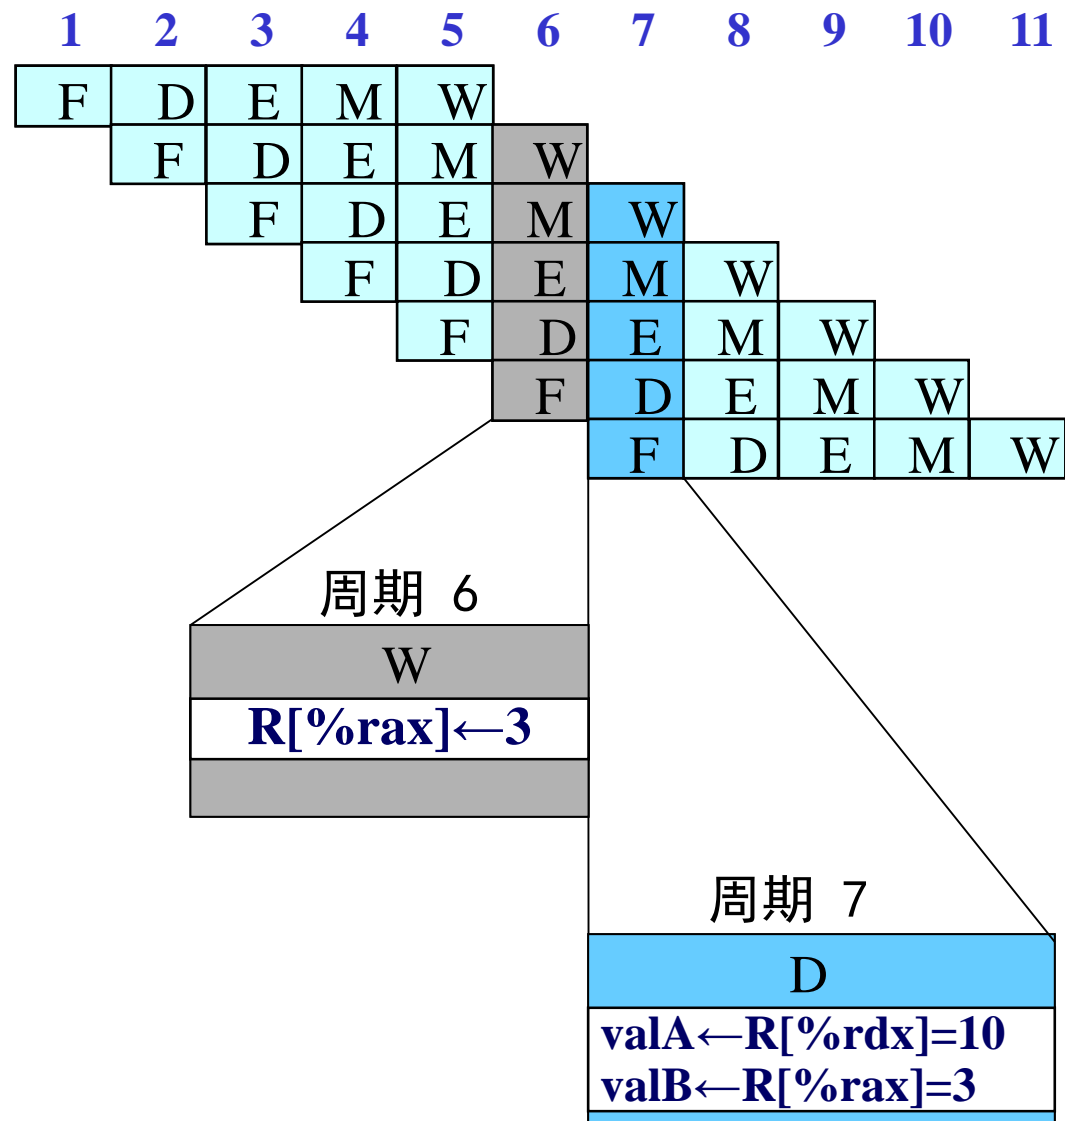 1 2 3 4 5 6 7 8 9 10 11
F D E M W
F D E M W
F D E M W
F D E M W
F D E M W
F D E M W
F D E M W
周期 6
W
R[%rax]←3
周期 7
D
valA←R[%rdx]=10
valB←R[%rax]=3